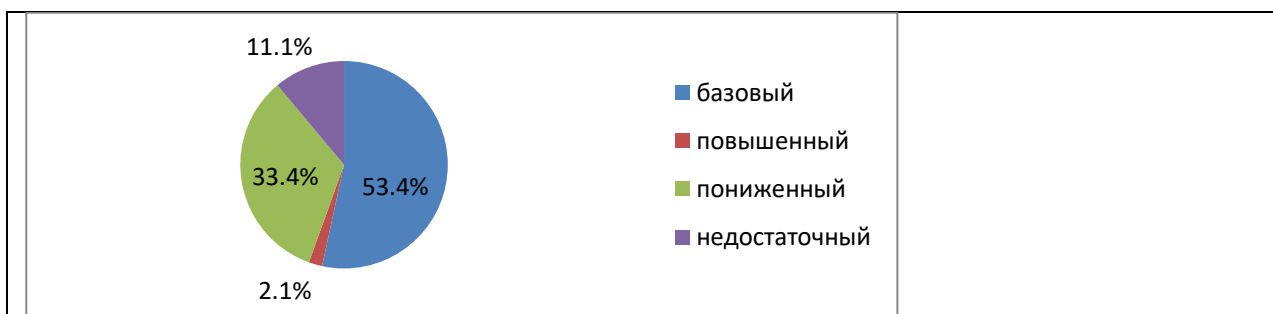 11.1%
33.4%
53.4%
2.1%
базовый
повышенный
пониженный
недостаточный